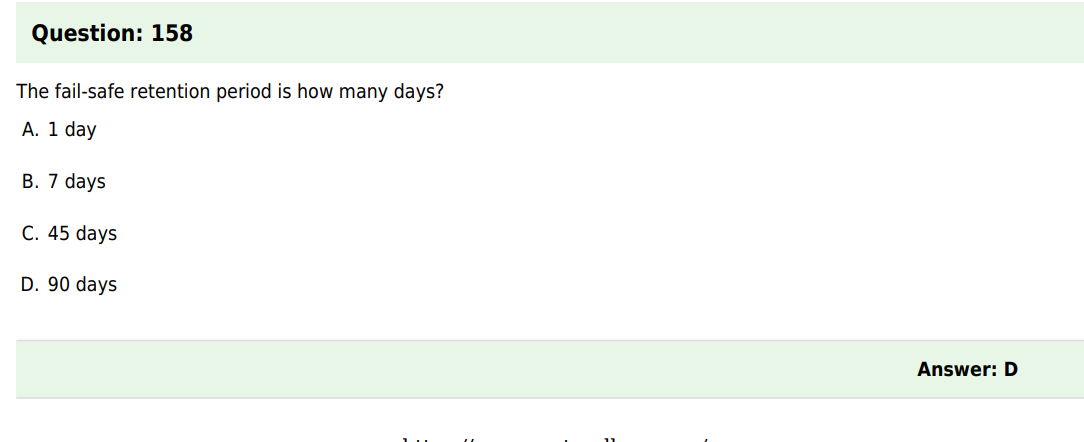 Question: 158
The fail-safe retention period is how many days?
A. 1 day
B. 7 days
C. 45 days
D. 90 days
Answer: D